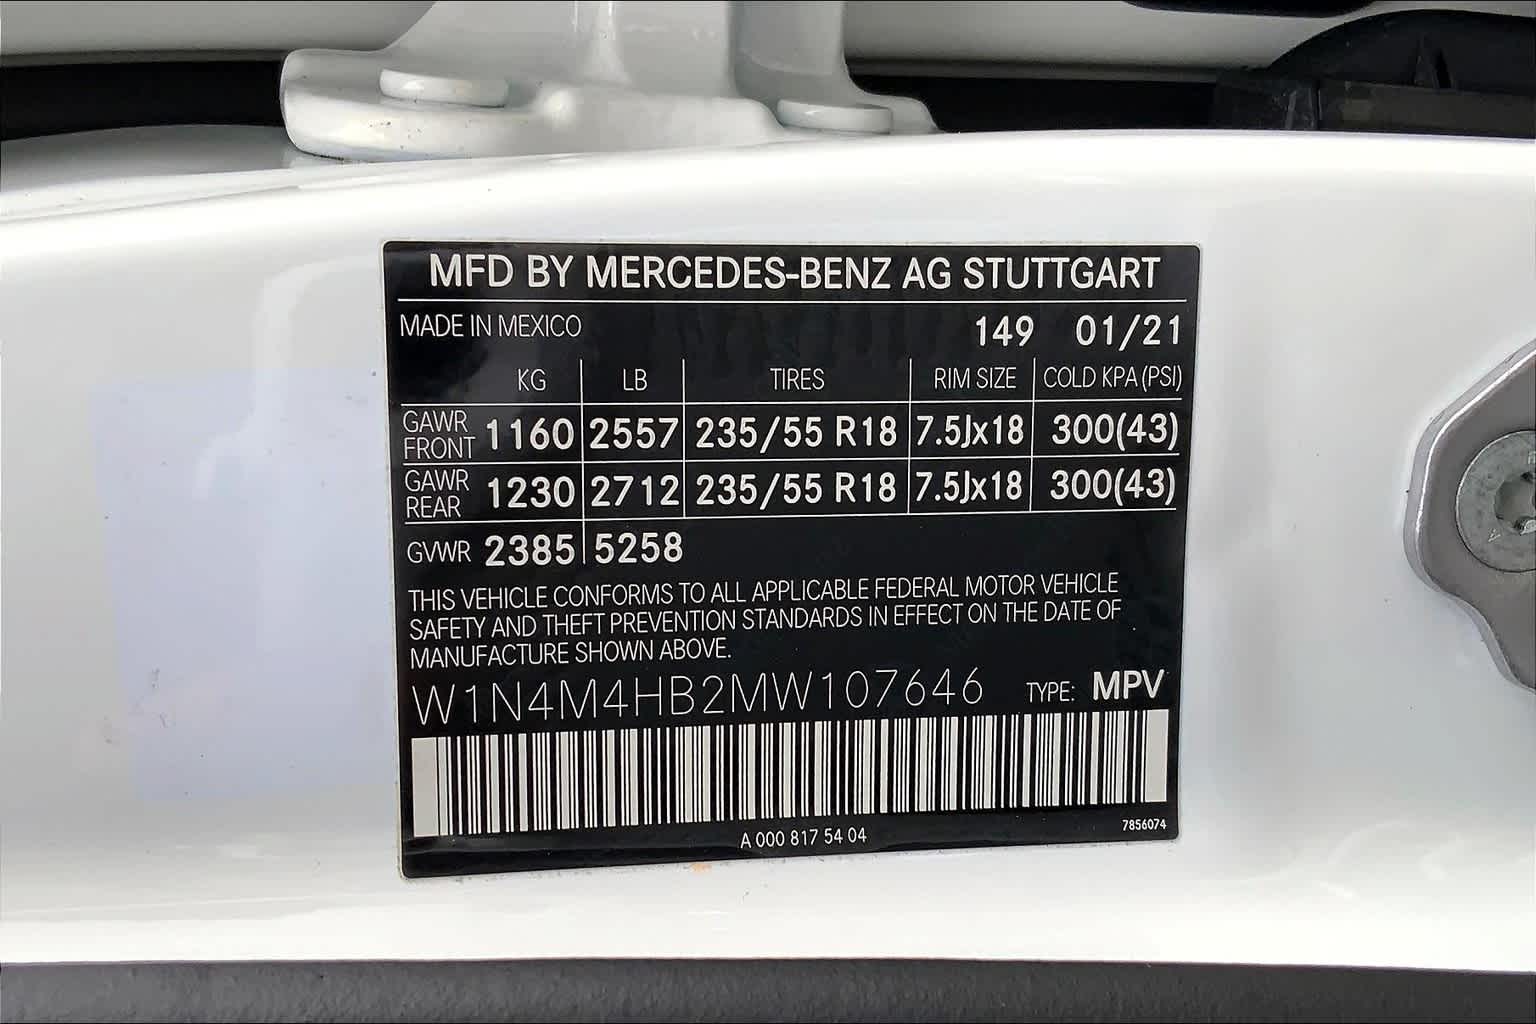 MFD BY MERCEDES-BENZ AG STUTTGART
MADE IN MEXICO 149 01/21
KG LB TIRES RIM SIZE COLD KPA (PSI)
GAWR FRONT 1160 2557 235/55 R18 7.5Jx18 300(43)
GAWR REAR 1230 2712 235/55 R18 7.5Jx18 300(43)
GVWR 2385 5258
THIS VEHICLE CONFORMS TO ALL APPLICABLE FEDERAL MOTOR VEHICLE
SAFETY AND THEFT PREVENTION STANDARDS IN EFFECT ON THE DATE OF
MANUFACTURE SHOWN ABOVE.
W1N4M4HB2MW107646 TYPE: MPV
A 000 817 54 04 7856074